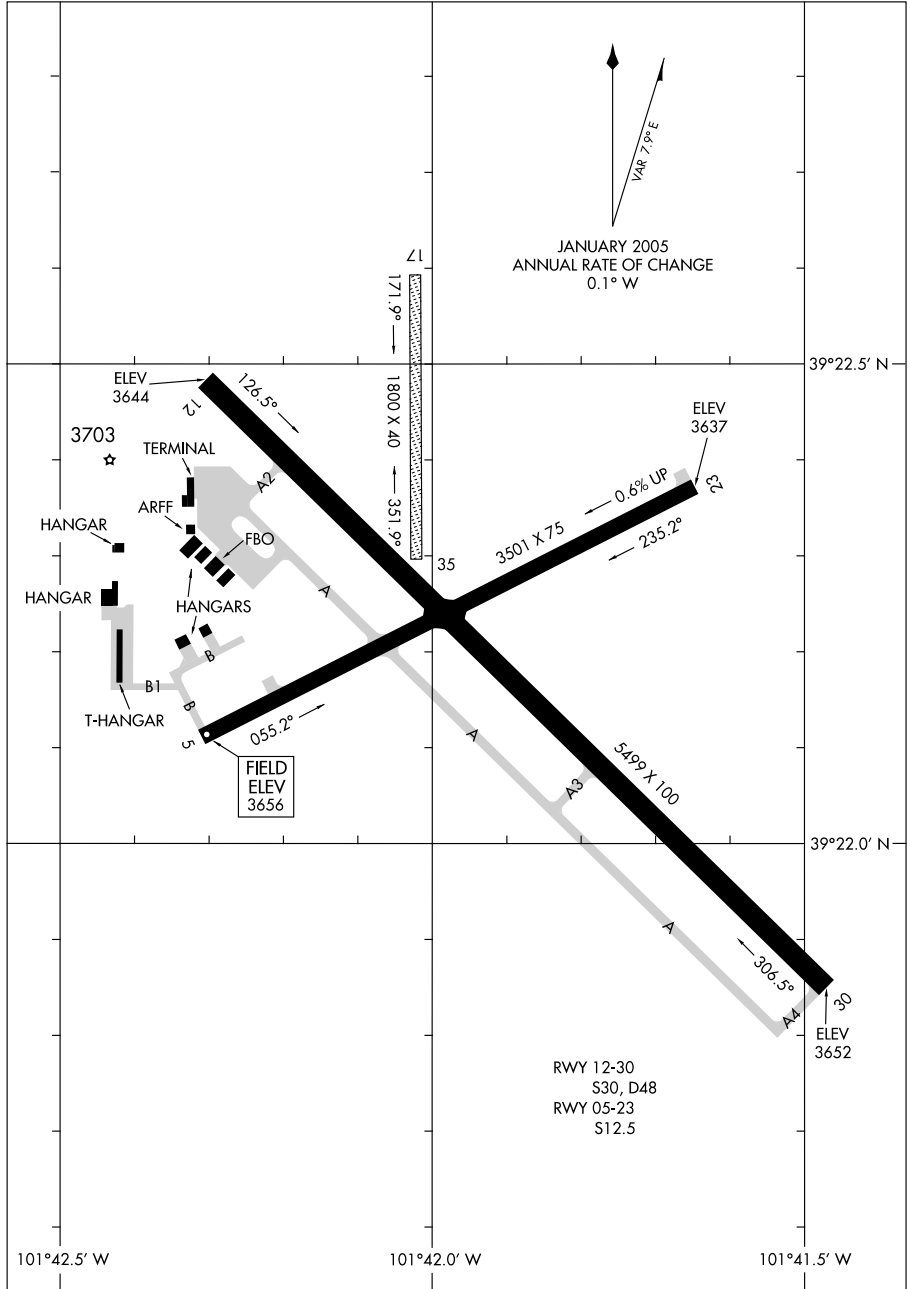 VAR 7.9° E
JANUARY 2005
ANNUAL RATE OF CHANGE
0.1° W
17
171.9°
1800 X 40
351.9°
35
39°22.5' N
ELEV
3644
12
126.5°
ELEV
3637
23
0.6% UP
3501 X 75
235.2°
3703
TERMINAL
A2
ARFF
FBO
HANGAR
A
HANGAR
HANGARS
B
B1
B
T-HANGAR
5
055.2°
FIELD
ELEV
3656
A
A3
5499 X 100
39°22.0' N
A
306.5°
30
A4
ELEV
3652
RWY 12-30
S30, D48
RWY 05-23
S12.5
101°42.5' W
101°42.0' W
101°41.5' W